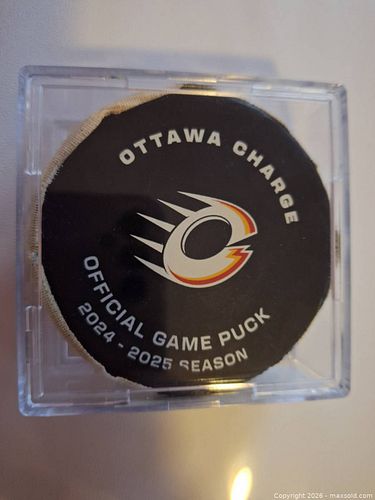 OTTAWA CHARGE
OFFICIAL GAME PUCK
2024 - 2025 SEASON
Copyright 2026 - maxsold.com